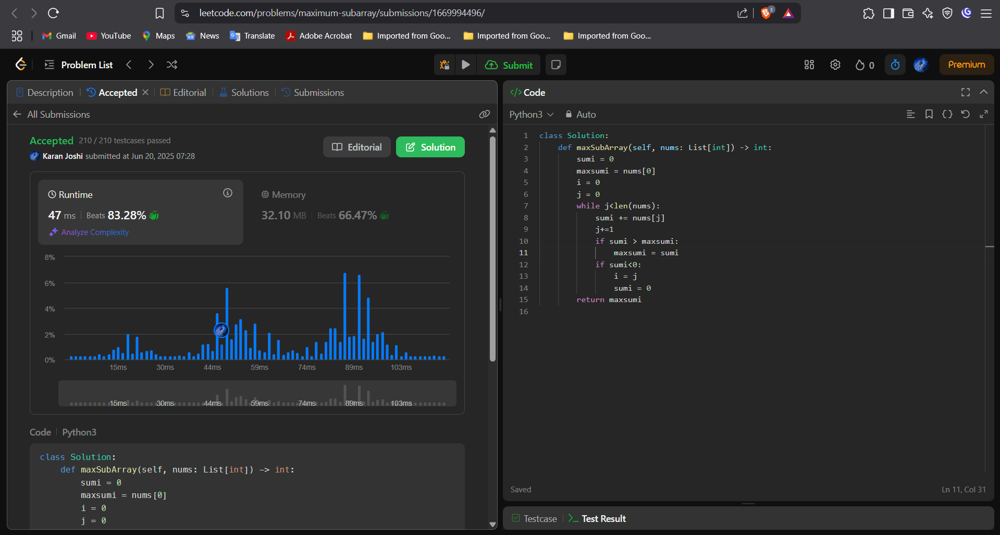 leetcode.com/problems/maximum-subarray/submissions/1669994496/
3
Gmail YouTube Maps News Translate Adobe Acrobat Imported from Goo... Imported from Goo... Imported from Goo...
Problem List Submit 0 Premium
Description Accepted Editorial Solutions Submissions
All Submissions
Accepted 210 / 210 testcases passed
Karan Joshi submitted at Jun 20, 2025 07:28
Editorial Solution
Runtime
47 ms Beats 83.28%
Analyze Complexity
Memory
32.10 MB Beats 66.47%
8%
6%
4%
2%
0%
15ms 30ms 44ms 59ms 74ms 89ms 103ms
15ms 30ms 44ms 59ms 74ms 89ms 103ms
Code Python3
class Solution:
    def maxSubArray(self, nums: List[int]) -> int:
        sumi = 0
        maxsumi = nums[0]
        i = 0
        j = 0
</> Code
Python3 Auto
1 class Solution:
2     def maxSubArray(self, nums: List[int]) -> int:
3         sumi = 0
4         maxsumi = nums[0]
5         i = 0
6         j = 0
7         while j<len(nums):
8             sumi += nums[j]
9             j+=1
10             if sumi > maxsumi:
11                 maxsumi = sumi
12             if sumi<0:
13                 i = j
14                 sumi = 0
15         return maxsumi
16
Saved Ln 11, Col 31
Testcase Test Result